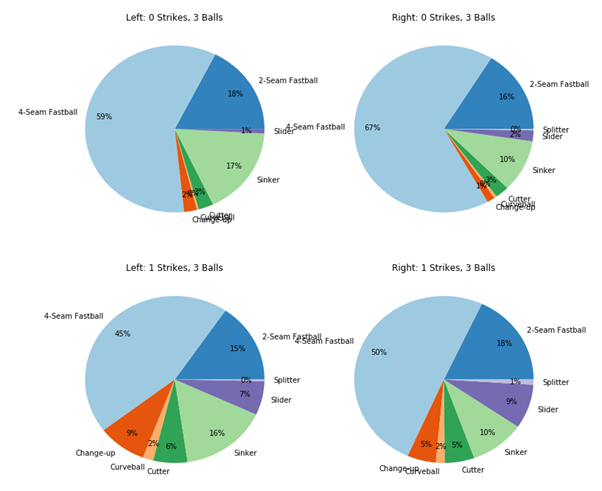 Left: 0 Strikes, 3 Balls
2-Seam Fastball
18%
4-Seam Fastball
59%
1%
Slider
17%
Sinker
3%
2%
Cutter
Change-up
Right: 0 Strikes, 3 Balls
2-Seam Fastball
16%
4-Seam Fastball
67%
0%
Splitter
2%
Slider
10%
Sinker
3%
1%
Cutter
Curveball
Change-up
Left: 1 Strikes, 3 Balls
4-Seam Fastball
45%
2-Seam Fastball
15%
0%
Splitter
7%
Slider
9%
16%
2%
6%
Change-up
Sinker
Curveball
Cutter
Right: 1 Strikes, 3 Balls
2-Seam Fastball
18%
4-Seam Fastball
50%
1%
Splitter
9%
Slider
10%
5%
2%
5%
Sinker
Change-up
Curveball
Cutter